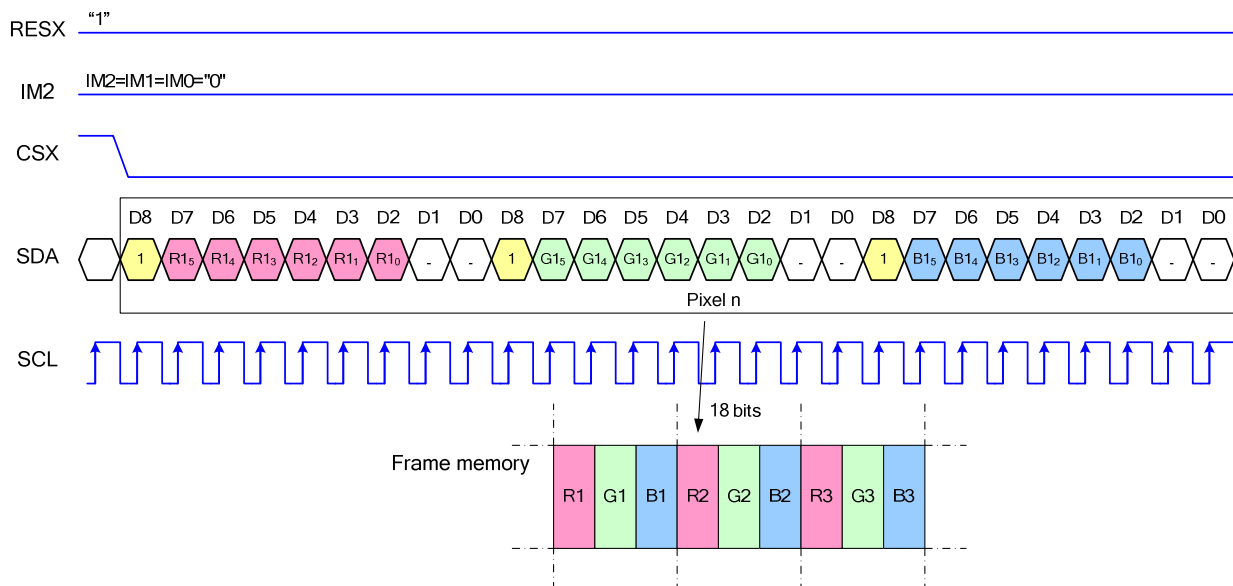 RESX "1"
IM2 IM2=IM1=IM0="0"
CSX
D8 D7 D6 D5 D4 D3 D2 D1 D0 D8 D7 D6 D5 D4 D3 D2 D1 D0 D8 D7 D6 D5 D4 D3 D2 D1 D0
SDA 1 R1₅ R1₄ R1₃ R1₂ R1₁ R1₀ - - 1 G1₅ G1₄ G1₃ G1₂ G1₁ G1₀ - - 1 B1₅ B1₄ B1₃ B1₂ B1₁ B1₀ - -
Pixel n
SCL
18 bits
Frame memory
R1 G1 B1 R2 G2 B2 R3 G3 B3